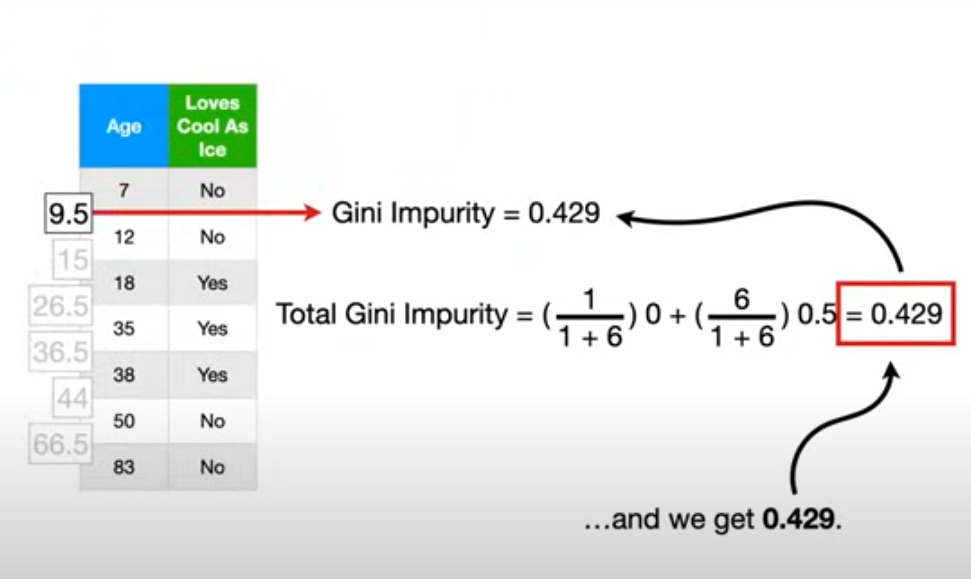 Age Loves Cool As Ice
7 No
9.5 Gini Impurity = 0.429
12 No
15
18 Yes
26.5
Total Gini Impurity = ( 1 / 1 + 6 ) 0 + ( 6 / 1 + 6 ) 0.5 = 0.429
35 Yes
36.5
38 Yes
44
50 No
66.5
83 No
...and we get 0.429.